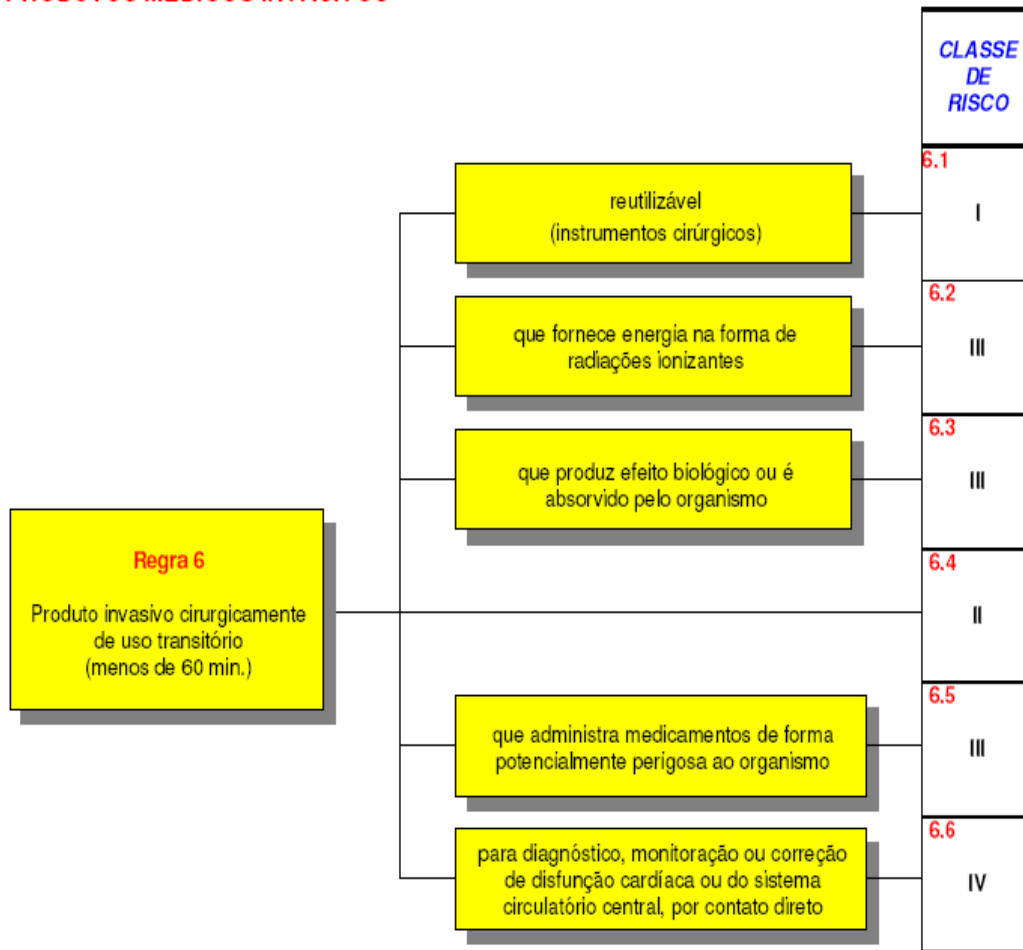 CLASSE
DE
RISCO
6.1
reutilizável
(instrumentos cirúrgicos)
I
6.2
que fornece energia na forma de
radiações ionizantes
III
6.3
que produz efeito biológico ou é
absorvido pelo organismo
III
Regra 6
Produto invasivo cirurgicamente
de uso transitório
(menos de 60 min.)
6.4
II
6.5
que administra medicamentos de forma
potencialmente perigosa ao organismo
III
6.6
para diagnóstico, monitoração ou correção
de disfunção cardíaca ou do sistema
circulatório central, por contato direto
IV